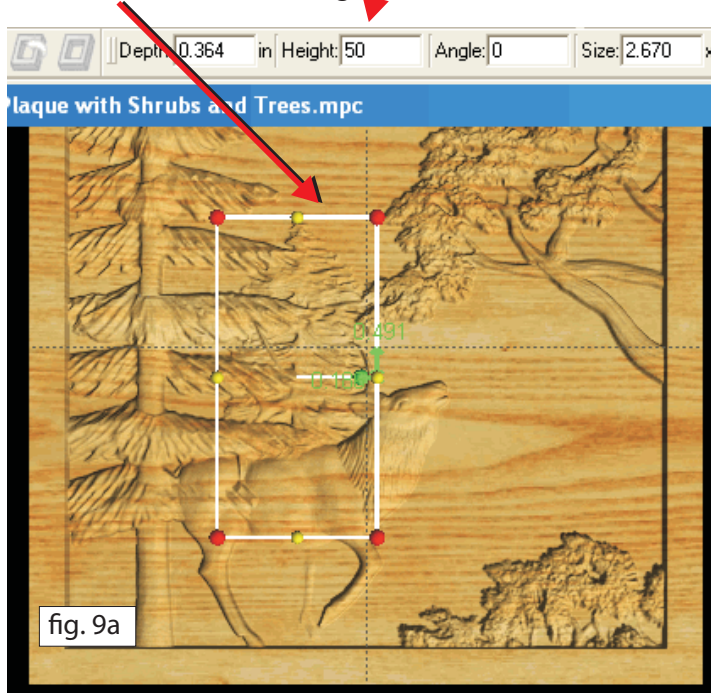 Depth: 0.364 in Height: 50 Angle: 0 Size: 2.670 x
Plaque with Shrubs and Trees.mpc
0.491
fig. 9a